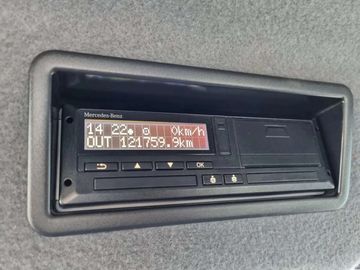 Mercedes-Benz
14 22● ⊙ 0km/h
OUT 121759.9km
OK